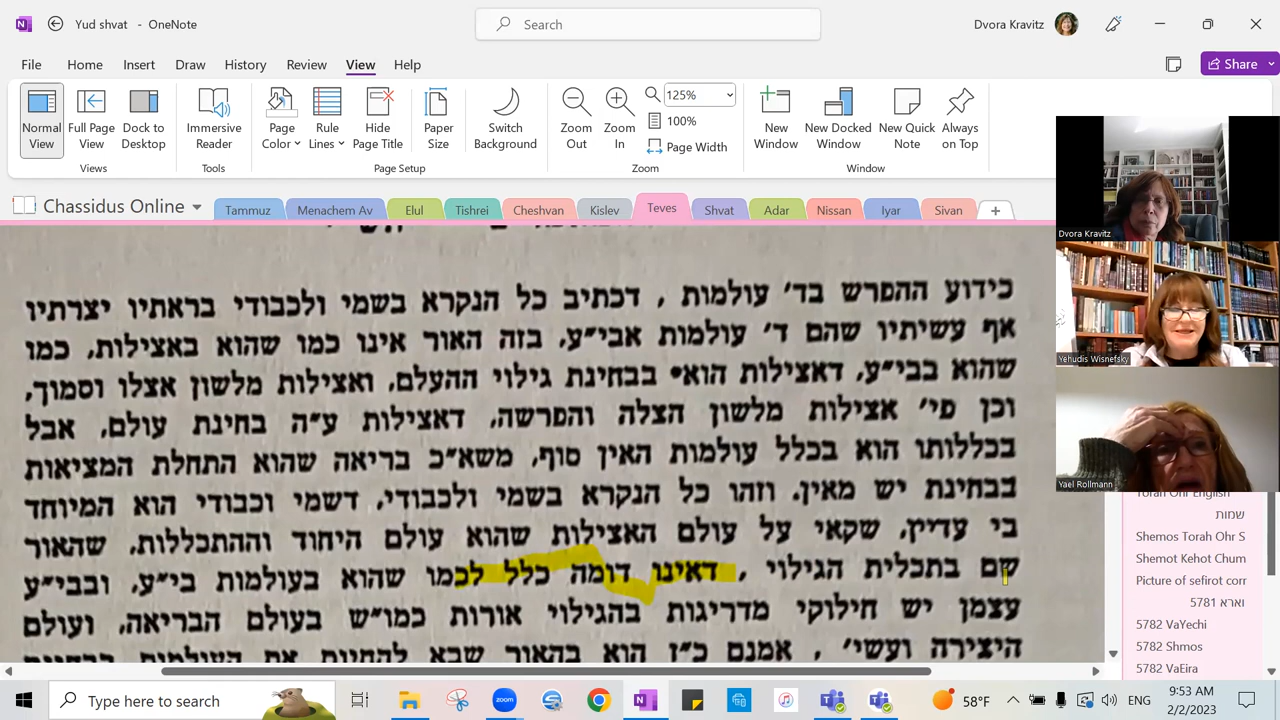 Yud shvat - OneNote
Search
Dvora Kravitz
File Home Insert Draw History Review View Help
Share
Normal View
Full Page View
Dock to Desktop
Views
Immersive Reader
Tools
Page Color
Rule Lines
Hide Page Title
Paper Size
Page Setup
Switch Background
Zoom Out
Zoom In
125%
100%
Page Width
Zoom
New Window
New Docked Window
New Quick Note
Always on Top
Window
Chassidus Online
Tammuz Menachem Av Elul Tishrei Cheshvan Kislev Teves Shvat Adar Nissan Iyar Sivan
כידוע ההפרש בד׳ עולמות, דכתיב כל הנקרא בשמי ולכבודי בראתיו יצרתיו
אף עשיתיו שהם ד׳ עולמות אבי״ע, בזה האור אינו כמו שהוא באצילות, כמו
שהוא בבי״ע, דאצילות הוא בבחינת גילוי ההעלם, ואצילות מלשון אצלו וסמוך,
וכן פי׳ אצילות מלשון הצלה והפרשה, דאצילות ע״ה בחינת עולם, אבל
בכללותו הוא בכלל עולמות האין סוף, משא״כ בריאה שהוא התחלת המציאות
בבחינת יש מאין. וזהו כל הנקרא בשמי ולכבודי, דשמי וכבודי הוא המיוחד
בי עדיין, שקאי על עולם האצילות שהוא עולם היחוד וההתכללות, שהאור
שם בתכלית הגילוי, דאינו דומה כלל לכמו שהוא בעולמות בי״ע, ובבי״ע
עצמן יש חילוקי מדריגות בהגילוי אורות כמו״ש בעולם הבריאה, ועולם
היצירה ועשי׳, אמנם כ״ז הוא בהאור שבא להחיות את העולמות
Dvora Kravitz
Yehudis Wisnefsky
Yael Rollmann
Torah Ohr English
שמות
Shemos Torah Ohr S
Shemot Kehot Chum
Picture of sefirot corr
וארא 5781
5782 VaYechi
5782 Shmos
5782 VaEira
Type here to search
zoom
58°F
ENG
9:53 AM
2/2/2023